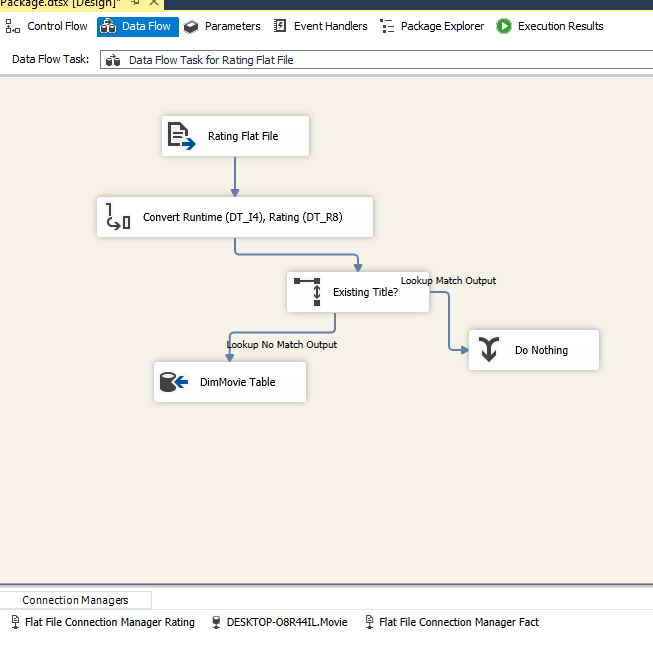 Package.dtsx [Design]*
Control Flow
Data Flow
Parameters
Event Handlers
Package Explorer
Execution Results
Data Flow Task:
Data Flow Task for Rating Flat File
Rating Flat File
Convert Runtime (DT_I4), Rating (DT_R8)
Lookup Match Output
Existing Title?
Lookup No Match Output
Do Nothing
DimMovie Table
Connection Managers
Flat File Connection Manager Rating
DESKTOP-O8R44IL.Movie
Flat File Connection Manager Fact